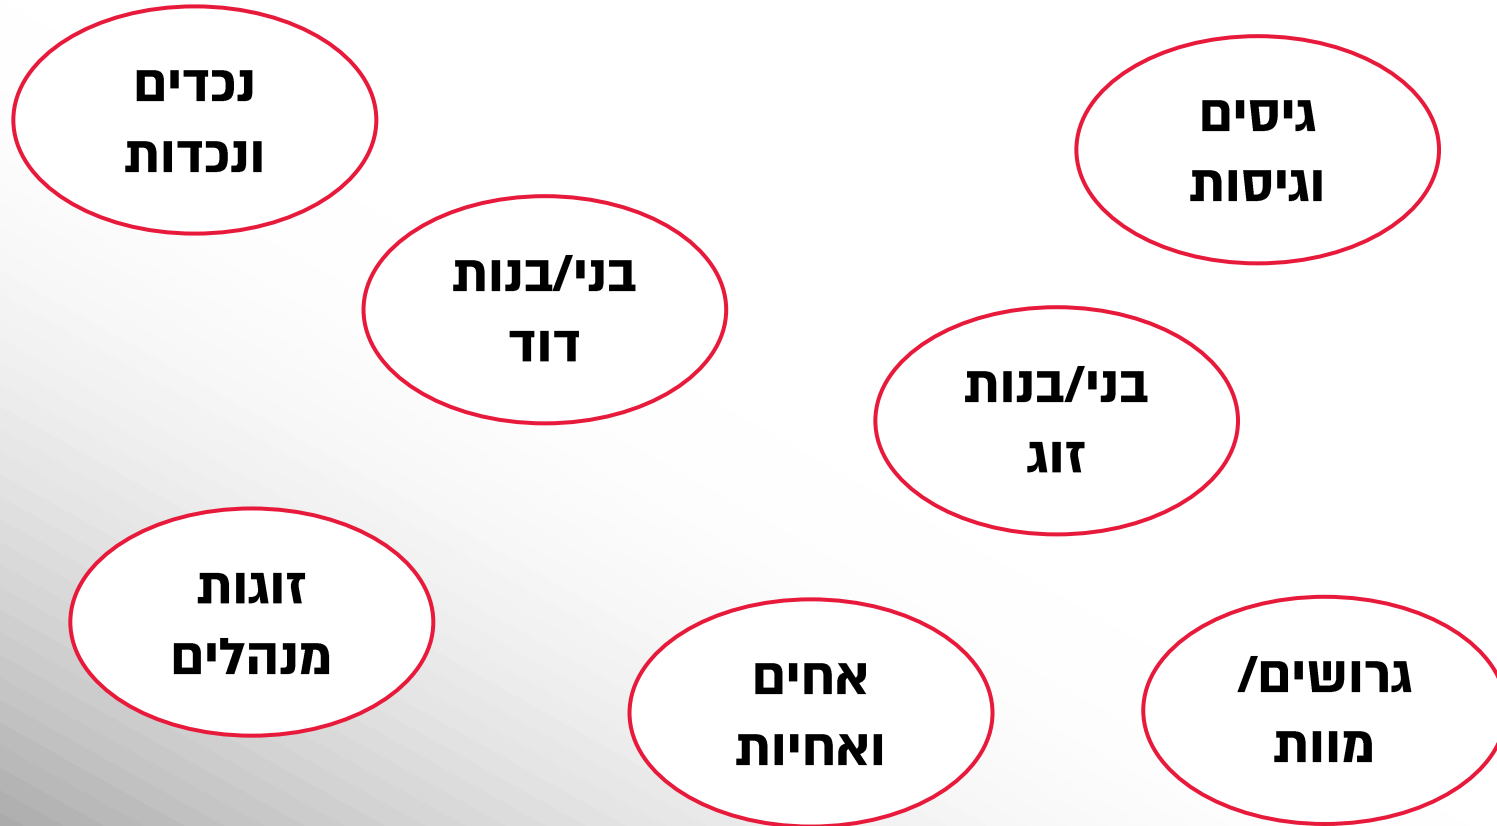 נכדים
ונכדות
גיסים
וגיסות
בני/בנות
דוד
בני/בנות
זוג
זוגות
מנהלים
אחים
ואחיות
גרושים/
מוות